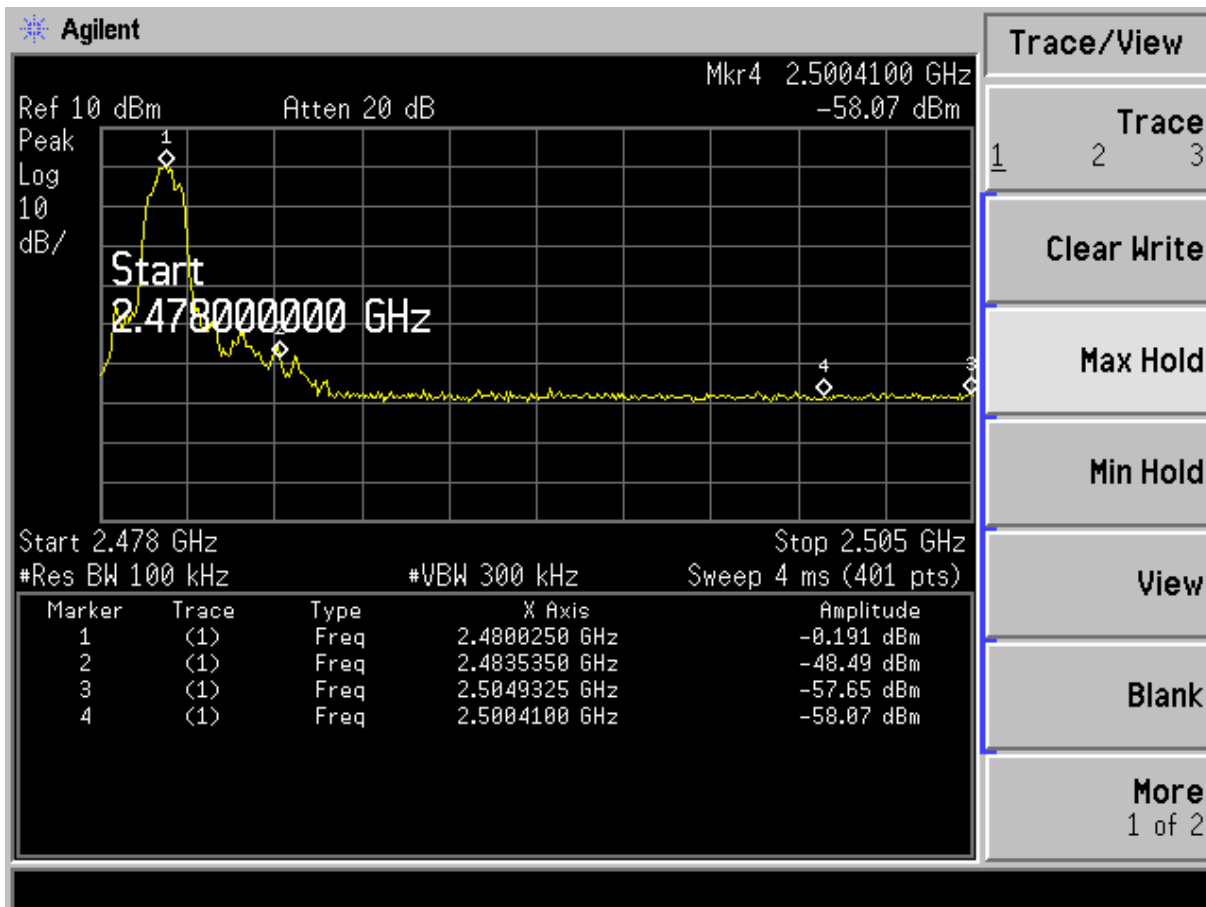 Agilent
Trace/View
Mkr4 2.5004100 GHz
Ref 10 dBm Atten 20 dB -58.07 dBm
Peak
Log
10
dB/
1
Start
2.478000000 GHz
2
4
3
Start 2.478 GHz Stop 2.505 GHz
#Res BW 100 kHz #VBW 300 kHz Sweep 4 ms (401 pts)
Marker Trace Type X Axis Amplitude
1 (1) Freq 2.4800250 GHz -0.191 dBm
2 (1) Freq 2.4835350 GHz -48.49 dBm
3 (1) Freq 2.5049325 GHz -57.65 dBm
4 (1) Freq 2.5004100 GHz -58.07 dBm
Trace
1 2 3
Clear Write
Max Hold
Min Hold
View
Blank
More
1 of 2